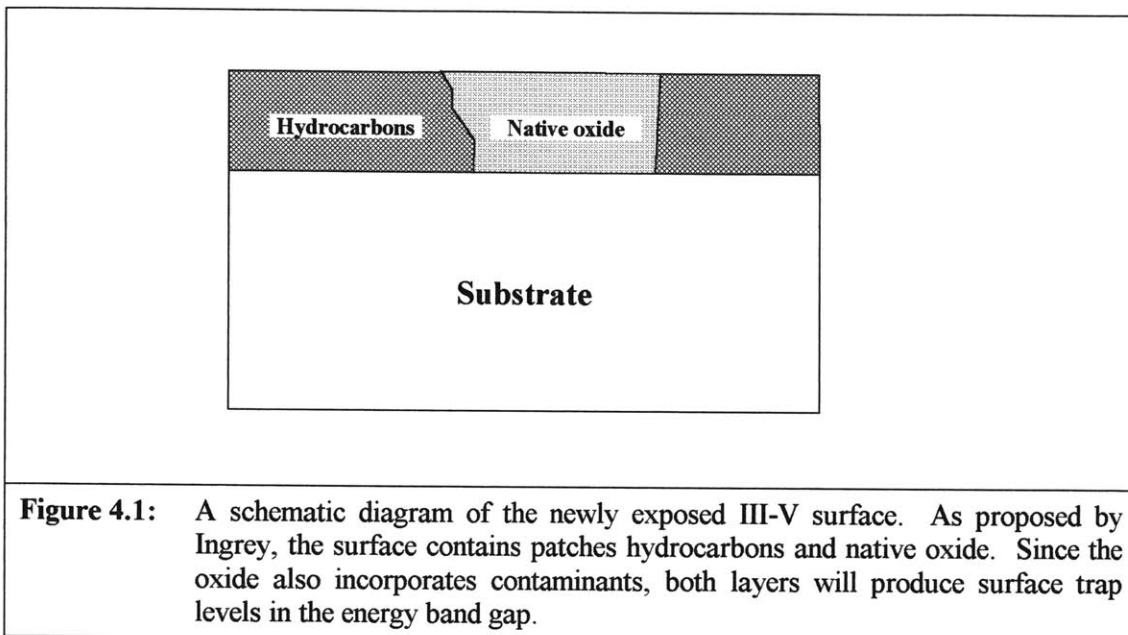 Hydrocarbons
Native oxide
Substrate
Figure 4.1: A schematic diagram of the newly exposed III-V surface. As proposed by
Ingrey, the surface contains patches hydrocarbons and native oxide. Since the
oxide also incorporates contaminants, both layers will produce surface trap
levels in the energy band gap.